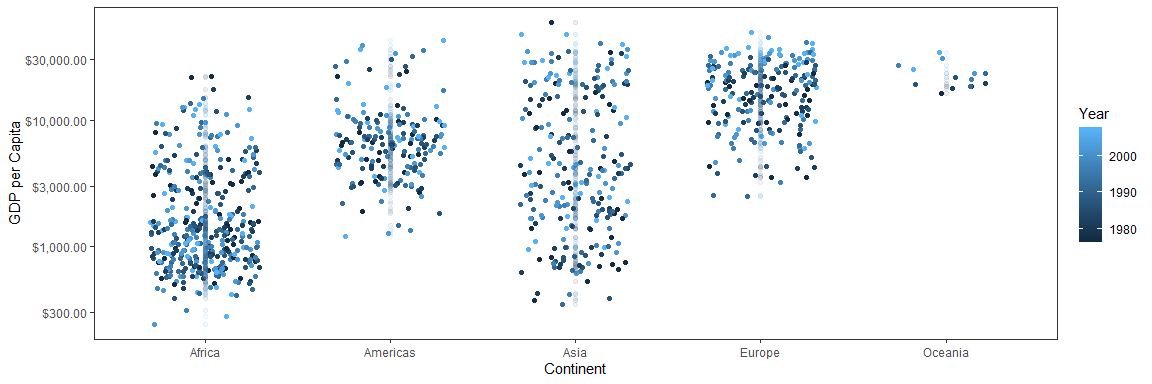 GDP per Capita
$30,000.00
$10,000.00
$3,000.00
$1,000.00
$300.00
Africa Americas Asia Europe Oceania
Continent
Year
2000
1990
1980